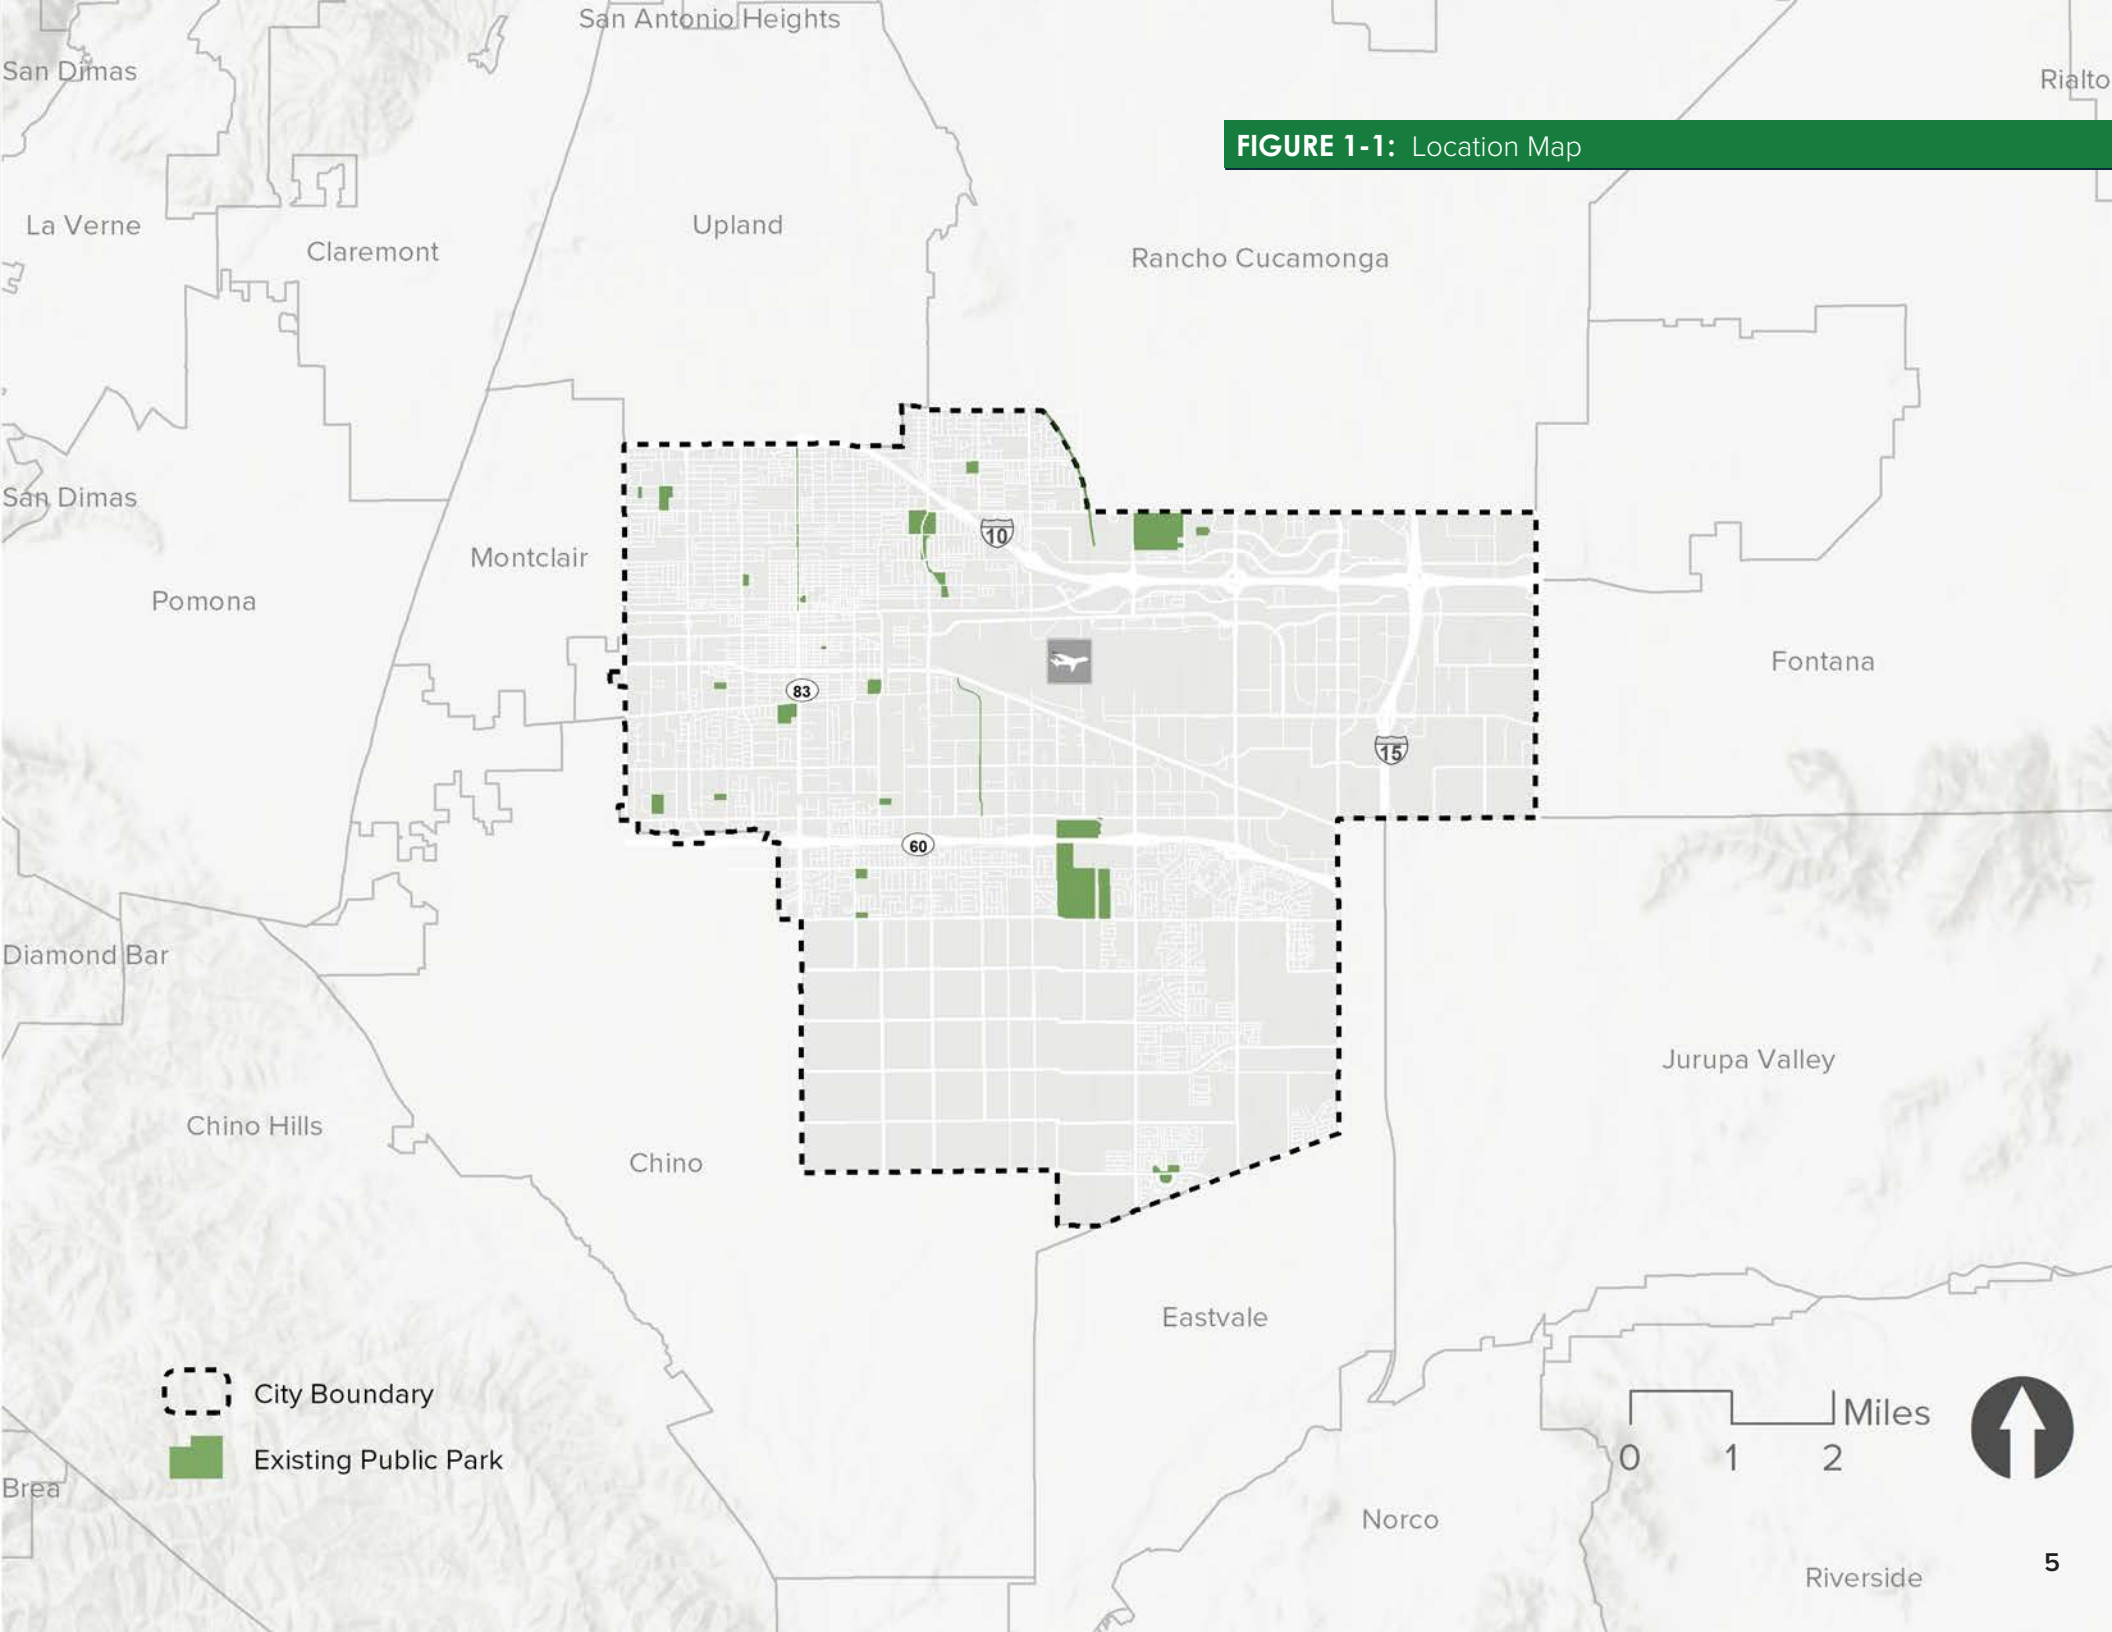 San Antonio Heights
San Dimas
Rialto
FIGURE 1-1: Location Map
La Verne
Upland
Claremont
Rancho Cucamonga
San Dimas
10
Montclair
Pomona
Fontana
83
15
60
Diamond Bar
Jurupa Valley
Chino Hills
Chino
Eastvale
City Boundary
Miles
0 1 2
Existing Public Park
Brea
Norco
5
Riverside